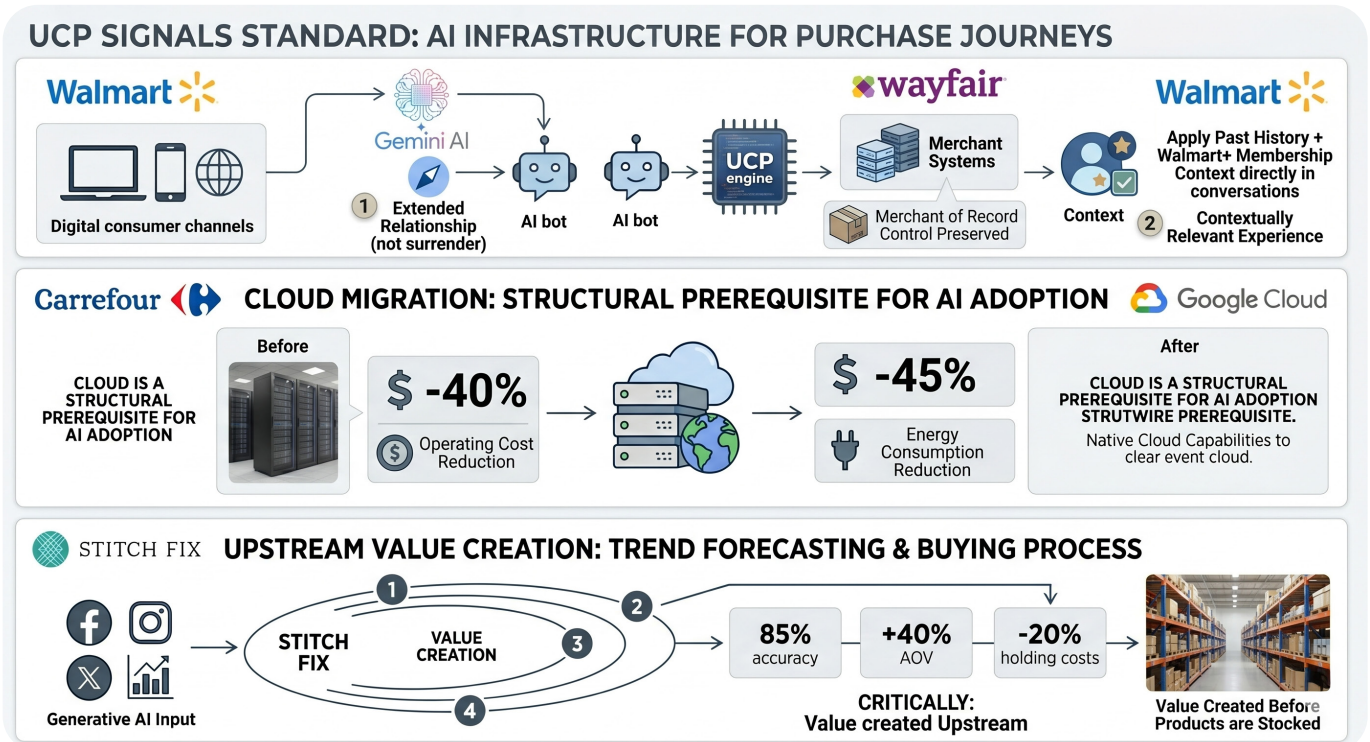 UCP SIGNALS STANDARD: AI INFRASTRUCTURE FOR PURCHASE JOURNEYS
Walmart
Digital consumer channels
Gemini AI
1
Extended
Relationship
(not surrender)
AI bot
AI bot
UCP
engine
wayfair
Merchant
Systems
Merchant of Record
Control Preserved
Context
Walmart
Apply Past History +
Walmart+ Membership
Context directly in
conversations
2
Contextually
Relevant Experience
Carrefour
CLOUD MIGRATION: STRUCTURAL PREREQUISITE FOR AI ADOPTION
Google Cloud
CLOUD IS A
STRUCTURAL
PREREQUISITE FOR
AI ADOPTION
Before
$ -40%
$
Operating Cost
Reduction
$ -45%
Energy
Consumption
Reduction
After
CLOUD IS A STRUCTURAL
PREREQUISITE FOR AI ADOPTION
STRUTWIRE PREREQUISITE.
Native Cloud Capabilities to
clear event cloud.
STITCH FIX
UPSTREAM VALUE CREATION: TREND FORECASTING & BUYING PROCESS
Generative AI Input
STITCH
FIX
VALUE
CREATION
1
2
3
4
85%
accuracy
+40%
AOV
-20%
holding costs
CRITICALLY:
Value created Upstream
Value Created Before
Products are Stocked